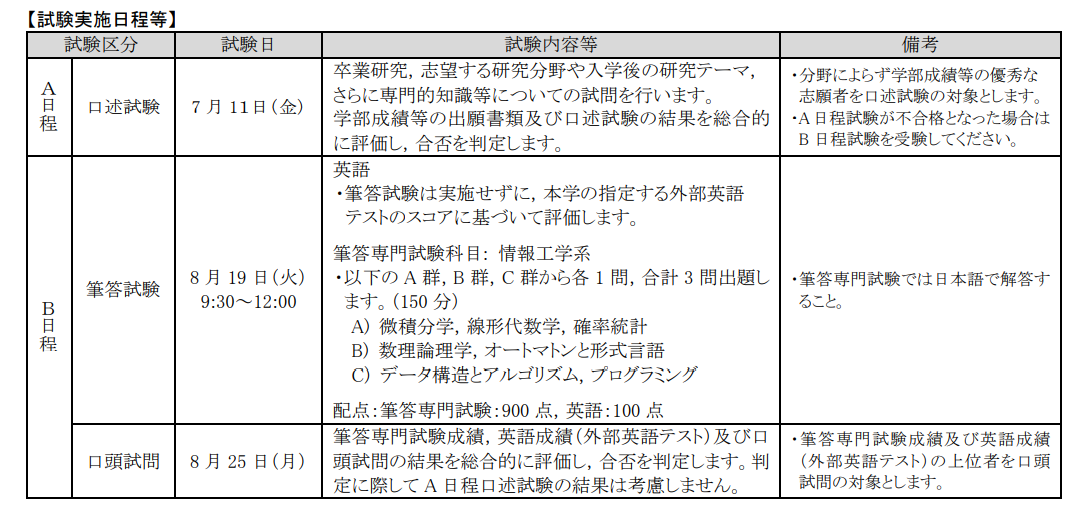 【試験実施日程等】
試験区分 試験日 試験内容等 備考
A日程
口述試験
7月11日(金)
卒業研究，志望する研究分野や入学後の研究テーマ，
さらに専門的知識等についての試問を行います。
学部成績等の出願書類及び口述試験の結果を総合的
に評価し，合否を判定します。
・分野によらず学部成績等の優秀な
志願者を口述試験の対象とします。
・A日程試験が不合格となった場合は
B日程試験を受験してください。
B日程
筆答試験
8月19日(火)
9:30～12:00
英語
・筆答試験は実施せずに，本学の指定する外部英語
テストのスコアに基づいて評価します。
筆答専門試験科目： 情報工学系
・以下のA群，B群，C群から各1問，合計3問出題し
ます。(150分)
A) 微積分学，線形代数学，確率統計
B) 数理論理学，オートマトンと形式言語
C) データ構造とアルゴリズム，プログラミング
配点：筆答専門試験：900点，英語：100点
・筆答専門試験では日本語で解答す
ること。
口頭試問
8月25日(月)
筆答専門試験成績，英語成績(外部英語テスト)及び口
頭試問の結果を総合的に評価し，合否を判定します。判
定に際してA日程口述試験の結果は考慮しません。
・筆答専門試験成績及び英語成績
(外部英語テスト)の上位者を口頭
試問の対象とします。